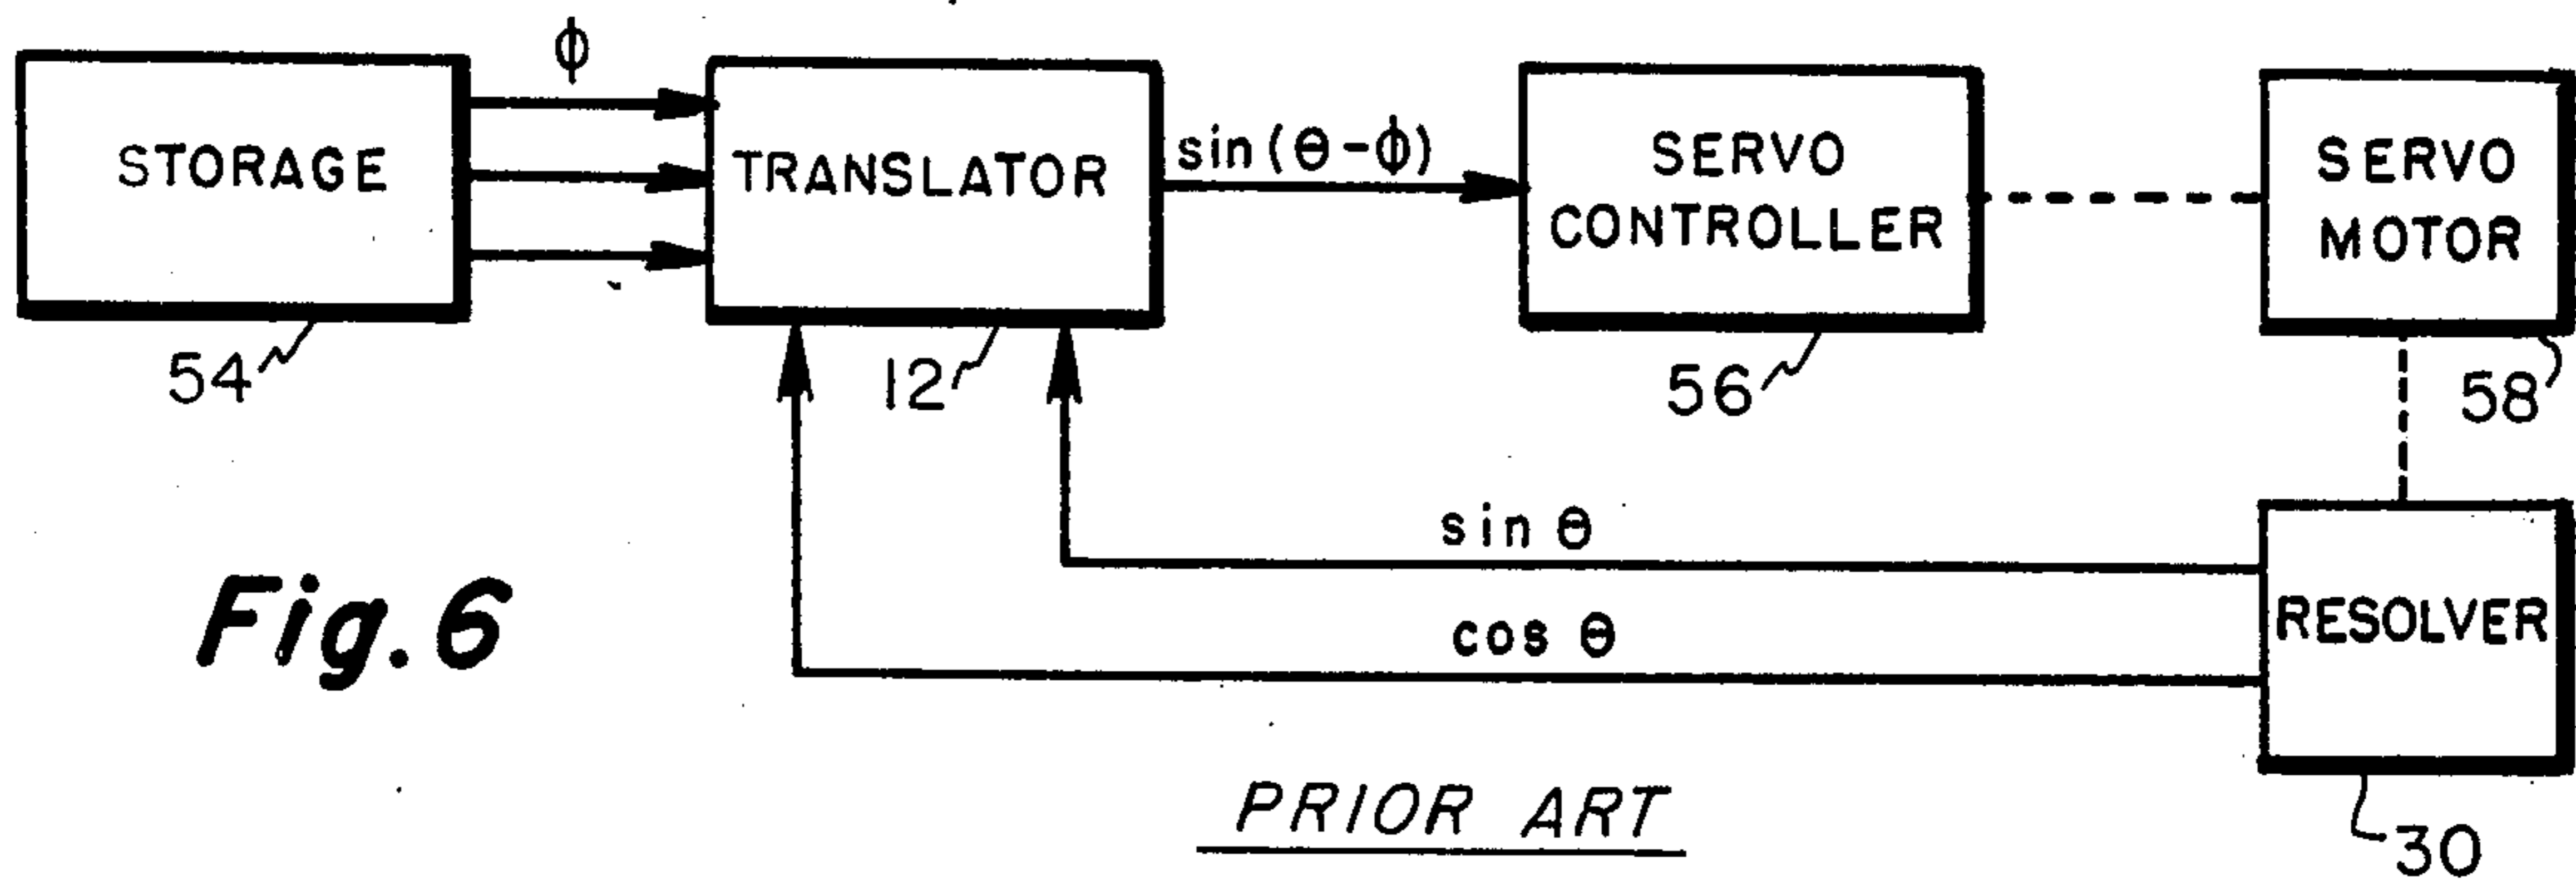 ϕ
STORAGE
TRANSLATOR
sin(θ-ϕ)
SERVO
CONTROLLER
SERVO
MOTOR
54
12
56
58
sin θ
cos θ
RESOLVER
Fig.6
PRIOR ART
30